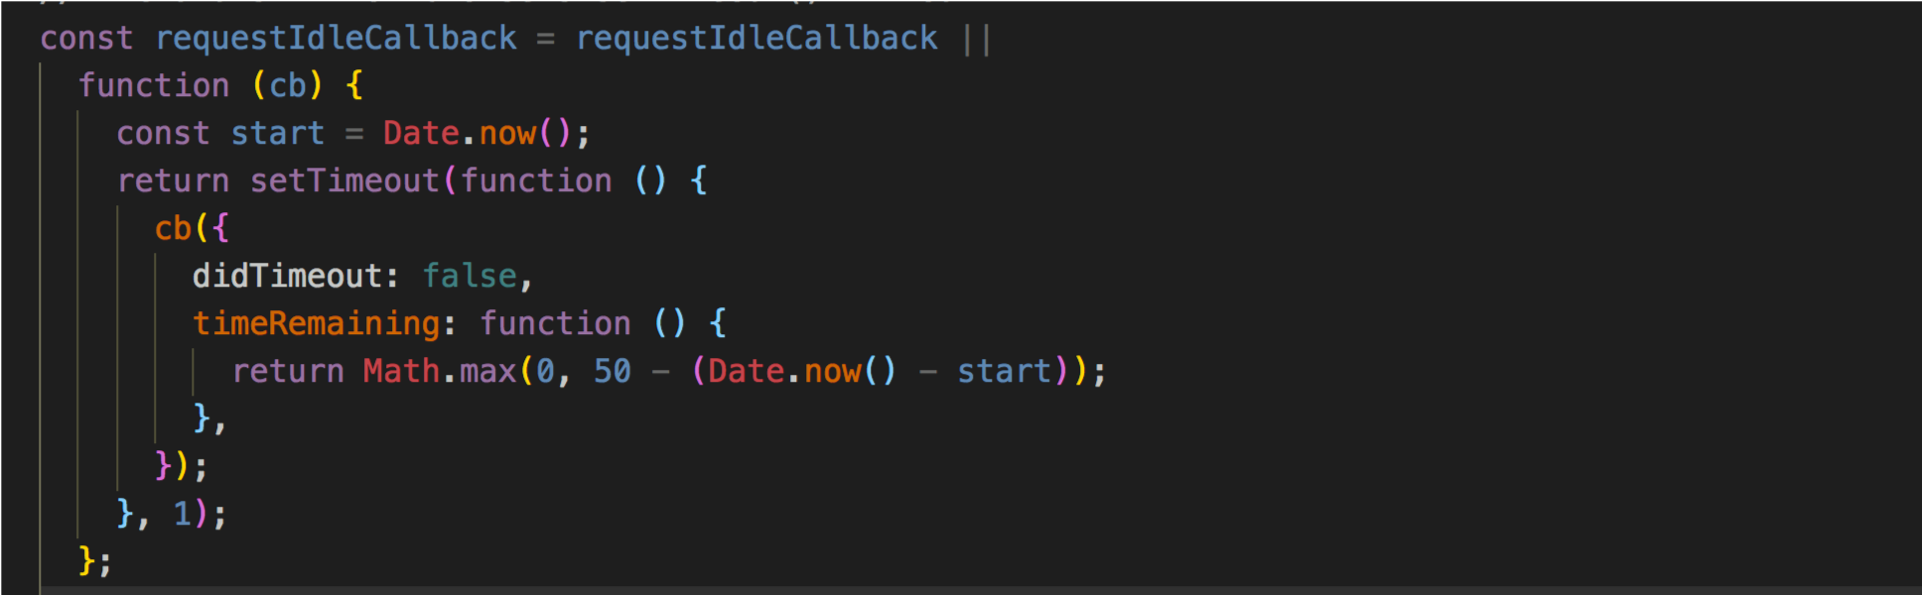 const requestIdleCallback = requestIdleCallback ||
function (cb) {
const start = Date.now();
return setTimeout(function () {
cb({
didTimeout: false,
timeRemaining: function () {
return Math.max(0, 50 - (Date.now() - start));
},
});
}, 1);
};